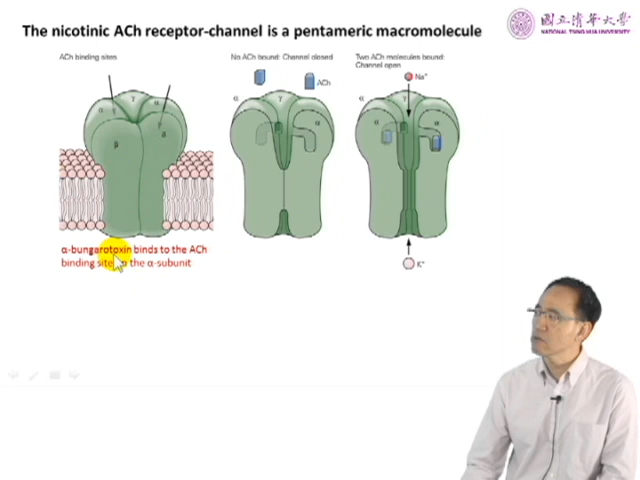 The nicotinic ACh receptor-channel is a pentameric macromolecule
國立清華大學
NATIONAL TSING HUA UNIVERSITY
ACh binding sites
No ACh bound: Channel closed
Two ACh molecules bound:
Channel open
ACh
Na⁺
α
γ
α
β
δ
α
γ
α
α
γ
α
α
K⁺
α-bungarotoxin binds to the ACh
binding site on the α-subunit